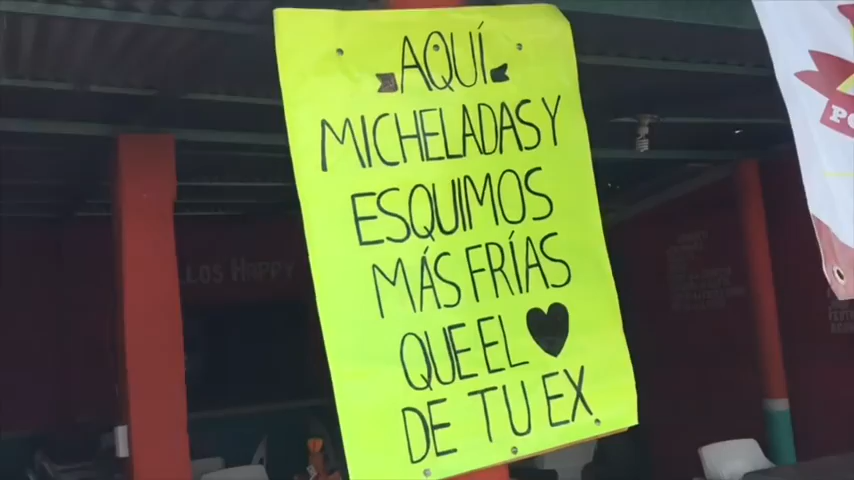 AQUÍ
MICHELADAS Y
ESQUIMOS
MÁS FRÍAS
QUE EL
DE TU EX
LOS HAPPY